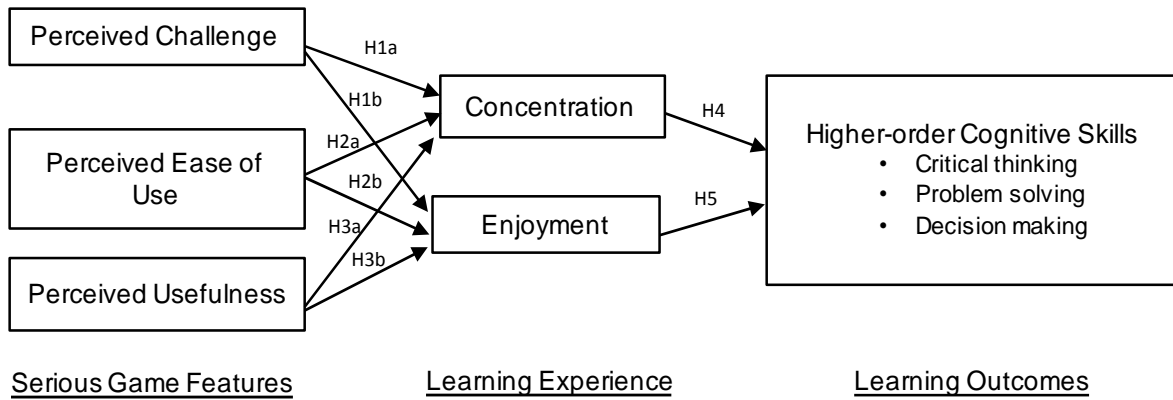 Perceived Challenge
H1a
H1b
Concentration
H4
Higher-order Cognitive Skills
• Critical thinking
• Problem solving
• Decision making
Perceived Ease of
Use
H2a
H2b
H3a
H3b
Enjoyment
H5
Perceived Usefulness
Serious Game Features
Learning Experience
Learning Outcomes